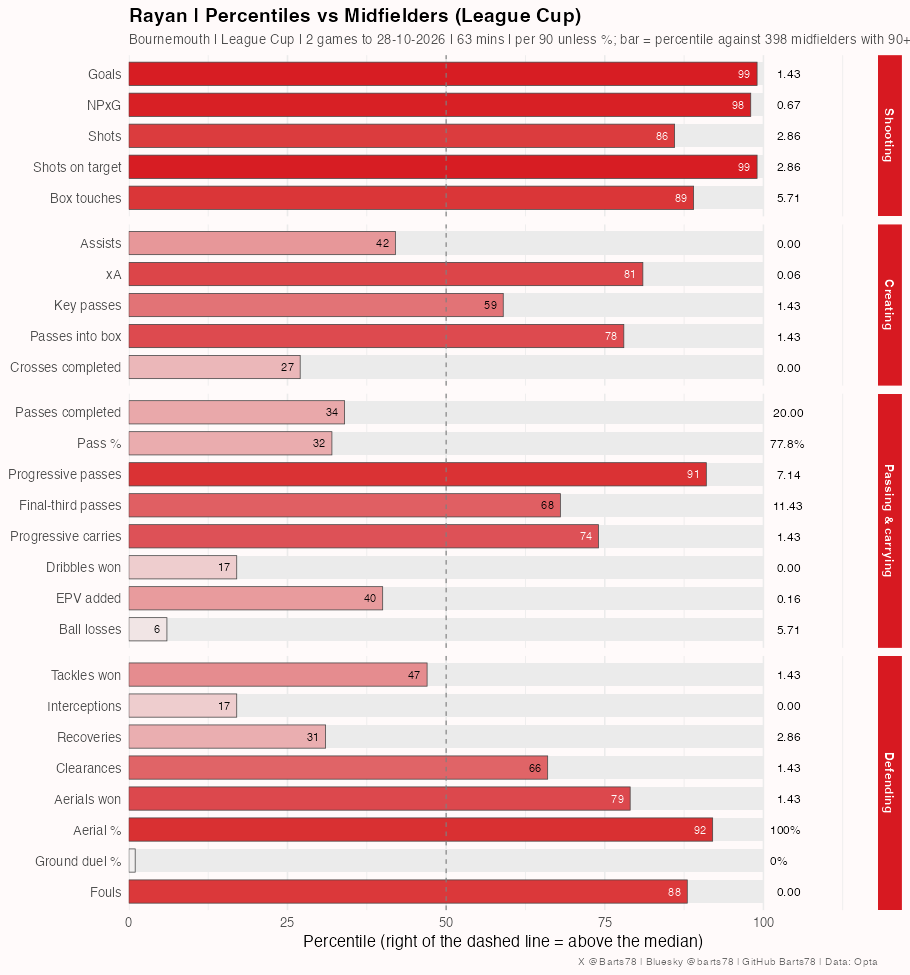 Rayan | Percentiles vs Midfielders (League Cup)
Bournemouth | League Cup | 2 games to 28-10-2026 | 63 mins | per 90 unless %; bar = percentile against 398 midfielders with 90+
Goals 99 1.43
NPxG 98 0.67
Shots 86 2.86
Shots on target 99 2.86
Box touches 89 5.71
Shooting
Assists 42 0.00
xA 81 0.06
Key passes 59 1.43
Passes into box 78 1.43
Crosses completed 27 0.00
Creating
Passes completed 34 20.00
Pass % 32 77.8%
Progressive passes 91 7.14
Final-third passes 68 11.43
Progressive carries 74 1.43
Dribbles won 17 0.00
EPV added 40 0.16
Ball losses 6 5.71
Passing & carrying
Tackles won 47 1.43
Interceptions 17 0.00
Recoveries 31 2.86
Clearances 66 1.43
Aerials won 79 1.43
Aerial % 92 100%
Ground duel % 0%
Fouls 88 0.00
Defending
0 25 50 75 100
Percentile (right of the dashed line = above the median)
X @Barts78 | Bluesky @barts78 | GitHub Barts78 | Data: Opta